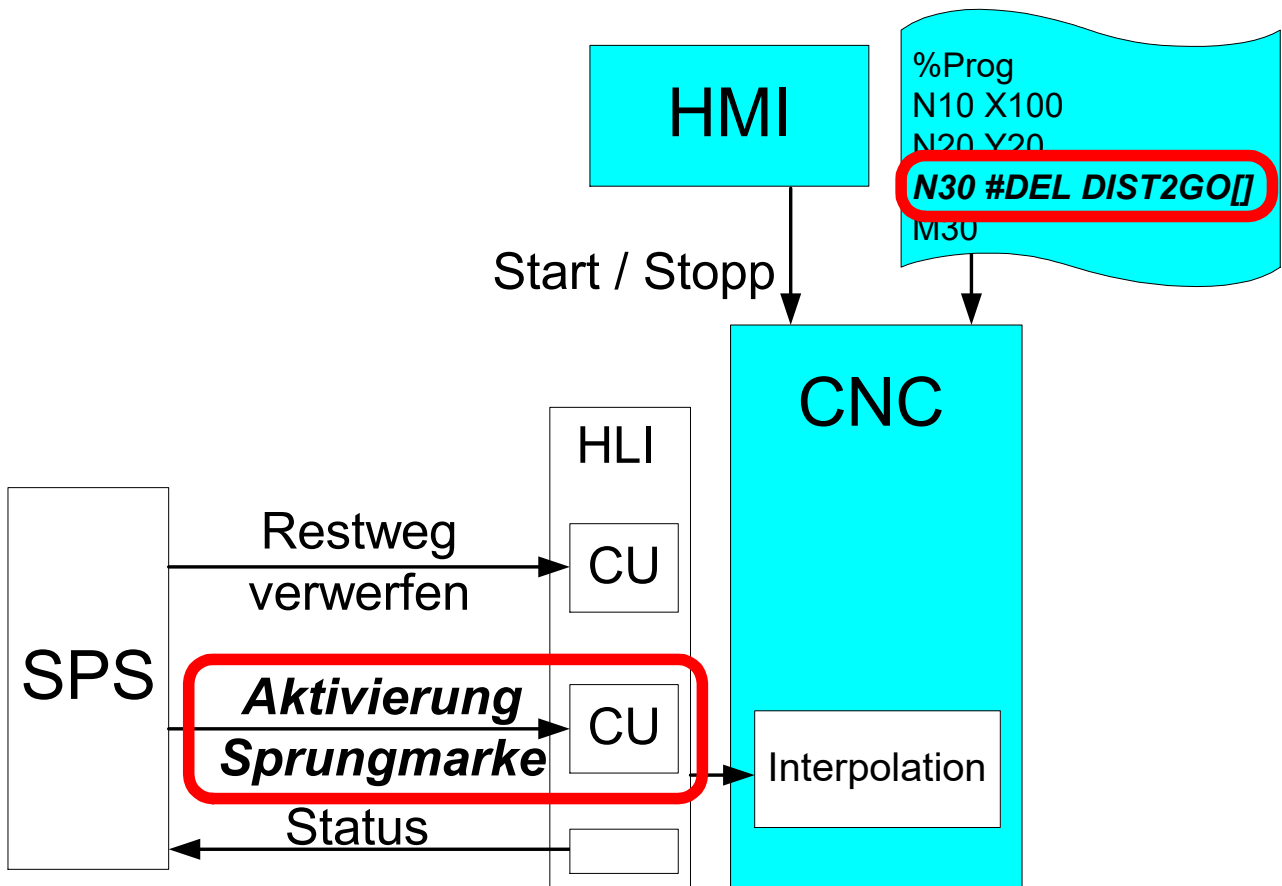 HMI
%Prog
N10 X100
N20 Y20
N30 #DEL DIST2GO[]
M30
Start / Stopp
CNC
HLI
SPS
Restweg
verwerfen
CU
Aktivierung
Sprungmarke
CU
Interpolation
Status